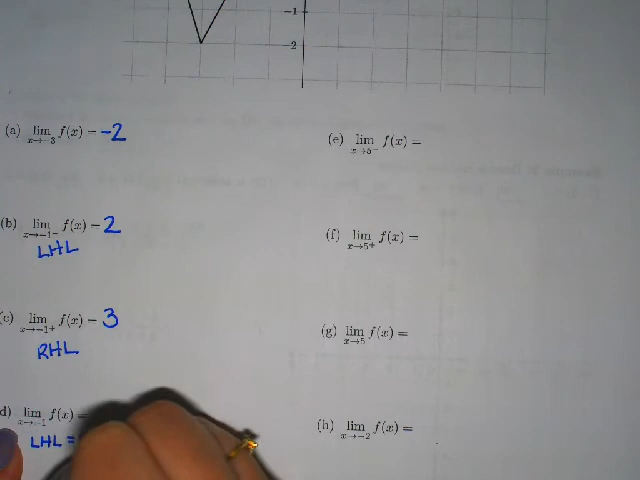 -1
-2
(a) lim x→-3 f(x) = -2
(e) lim x→5⁻ f(x) =
(b) lim x→-1⁻ f(x) = 2
LHL
(f) lim x→5⁺ f(x) =
(c) lim x→-1⁺ f(x) = 3
RHL
(g) lim x→5 f(x) =
d) lim x→-1 f(x) =
LHL =
(h) lim x→-2 f(x) =